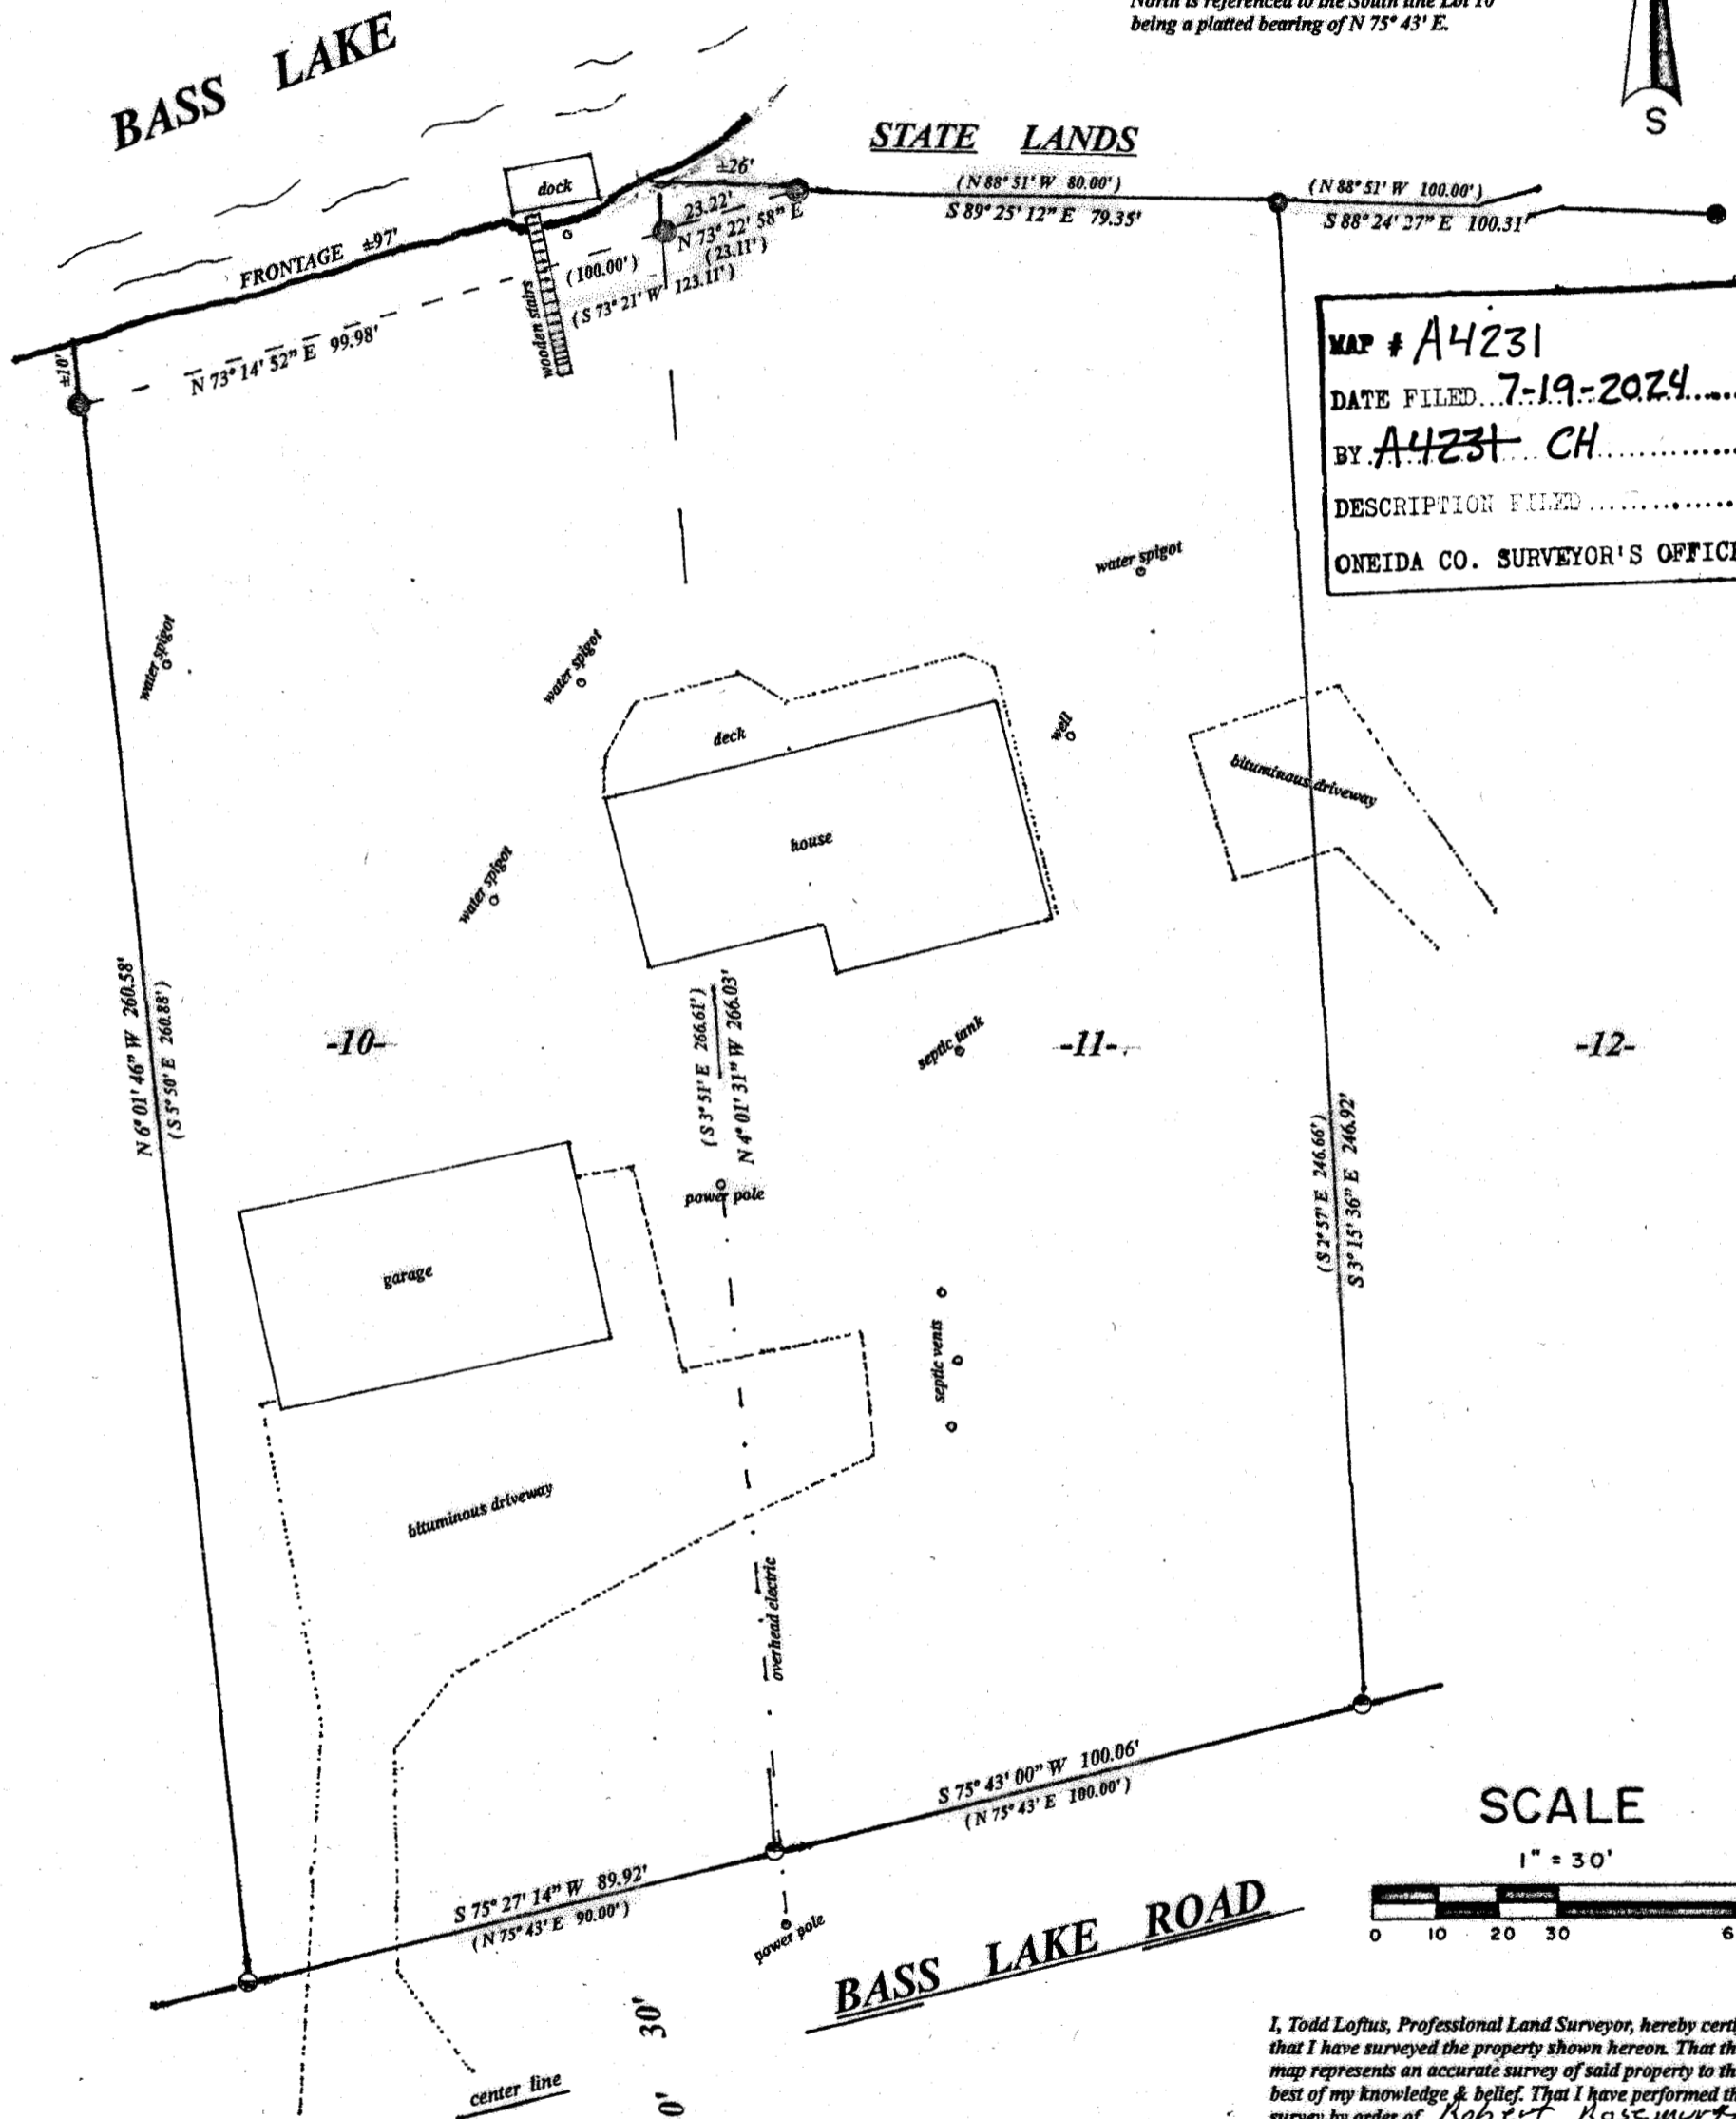 North is referenced to the South line Lot 10
being a platted bearing of N 75° 43' E.
S
BASS LAKE
STATE LANDS
dock
±26'
(N 88° 51' W 80.00')
S 89° 25' 12" E 79.35'
(N 88° 51' W 100.00')
S 88° 24' 27" E 100.31'
23.22'
N 73° 22' 58" E
(23.11')
(100.00')
(S 73° 21' W 123.11')
FRONTAGE ±97'
wooden stairs
N 73° 14' 52" E 99.98'
±10'
MAP # A4231
DATE FILED 7-19-2024
BY A4231 CH
DESCRIPTION FILED
ONEIDA CO. SURVEYOR'S OFFICE
water spigot
water spigot
water spigot
deck
well
bituminous driveway
house
water spigot
N 6° 01' 46" W 260.58'
(S 5° 50' E 260.88')
-10-
(S 3° 51' E 266.61')
N 4° 01' 31" W 266.03'
septic tank
-11-
-12-
(S 2° 57' E 246.66')
S 3° 15' 36" E 246.92'
power pole
garage
septic vents
bituminous driveway
overhead electric
S 75° 43' 00" W 100.06'
(N 75° 43' E 100.00')
S 75° 27' 14" W 89.92'
(N 75° 43' E 90.00')
power pole
BASS LAKE ROAD
SCALE
1" = 30'
0 10 20 30 6
30'
0'
center line
I, Todd Loftus, Professional Land Surveyor, hereby certi
that I have surveyed the property shown hereon. That th
map represents an accurate survey of said property to th
best of my knowledge & belief. That I have performed th
survey by order of Robert